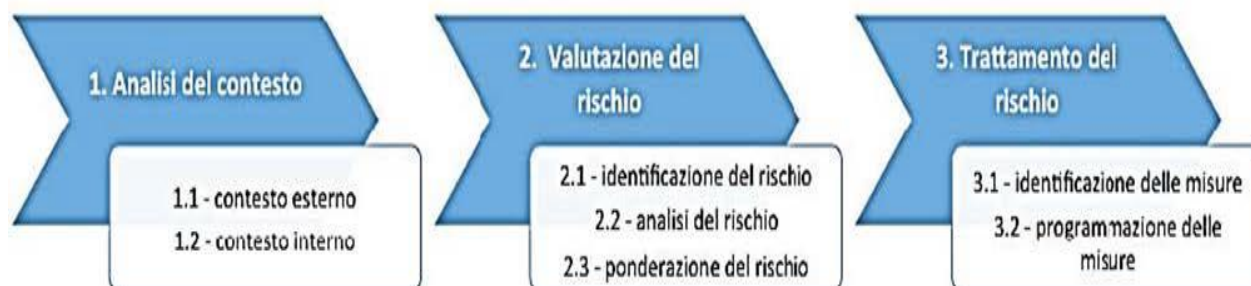 1. Analisi del contesto
1.1 - contesto esterno
1.2 - contesto interno
2. Valutazione del
rischio
2.1 - identificazione del rischio
2.2 - analisi del rischio
2.3 - ponderazione del rischio
3. Trattamento del
rischio
3.1 - identificazione delle misure
3.2 - programmazione delle
misure